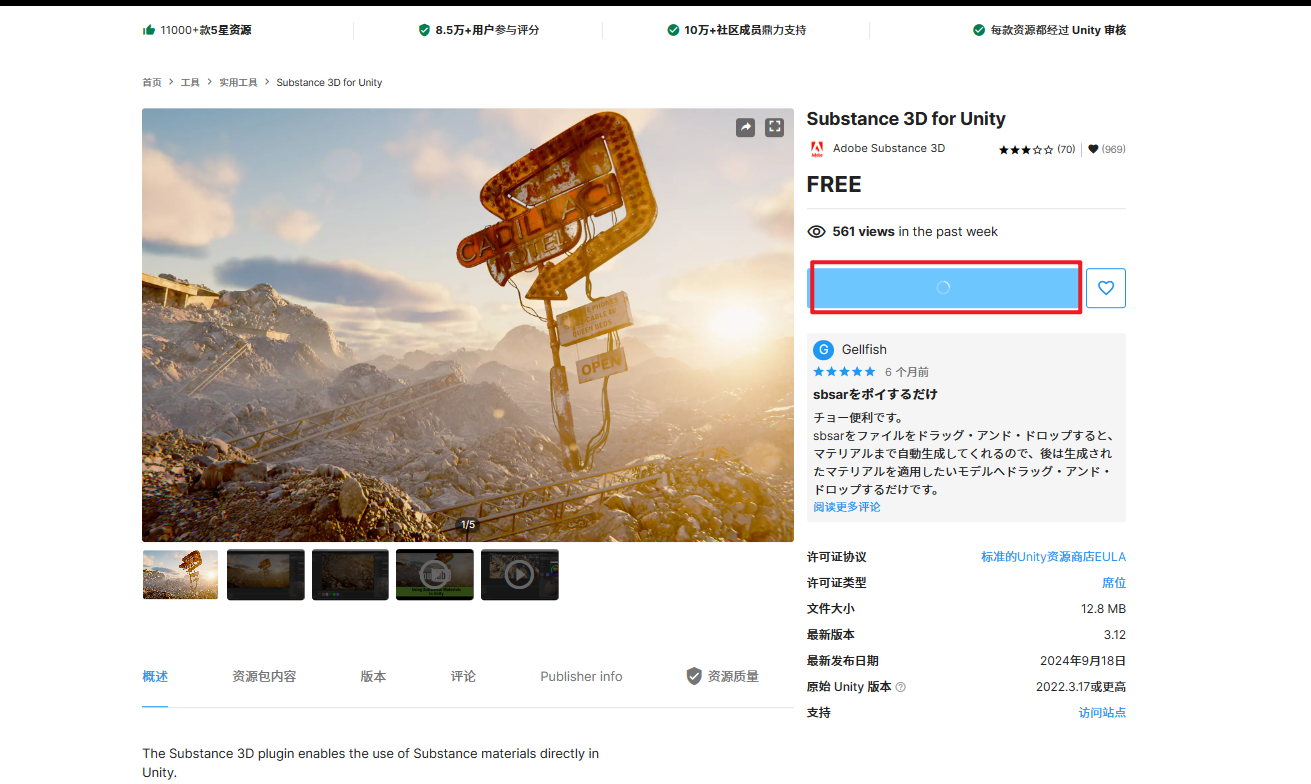 11000+款5星资源
8.5万+用户参与评分
10万+社区成员鼎力支持
每款资源都经过 Unity 审核
首页 > 工具 > 实用工具 > Substance 3D for Unity
Substance 3D for Unity
Adobe
Adobe Substance 3D
(70)
(969)
FREE
561 views in the past week
CADILLAC
MOTEL
OPEN
1/5
G Gellfish
6 个月前
sbsarをポイするだけ
チョー便利です。
sbsarをファイルをドラッグ・アンド・ドロップすると、
マテリアルまで自動生成してくれるので、後は生成され
たマテリアルを適用したいモデルへドラッグ・アンド・
ドロップするだけです。
阅读更多评论
许可证协议 标准的Unity资源商店EULA
许可证类型 席位
文件大小 12.8 MB
最新版本 3.12
最新发布日期 2024年9月18日
原始 Unity 版本 2022.3.17或更高
支持 访问站点
概述
资源包内容
版本
评论
Publisher info
资源质量
The Substance 3D plugin enables the use of Substance materials directly in
Unity.